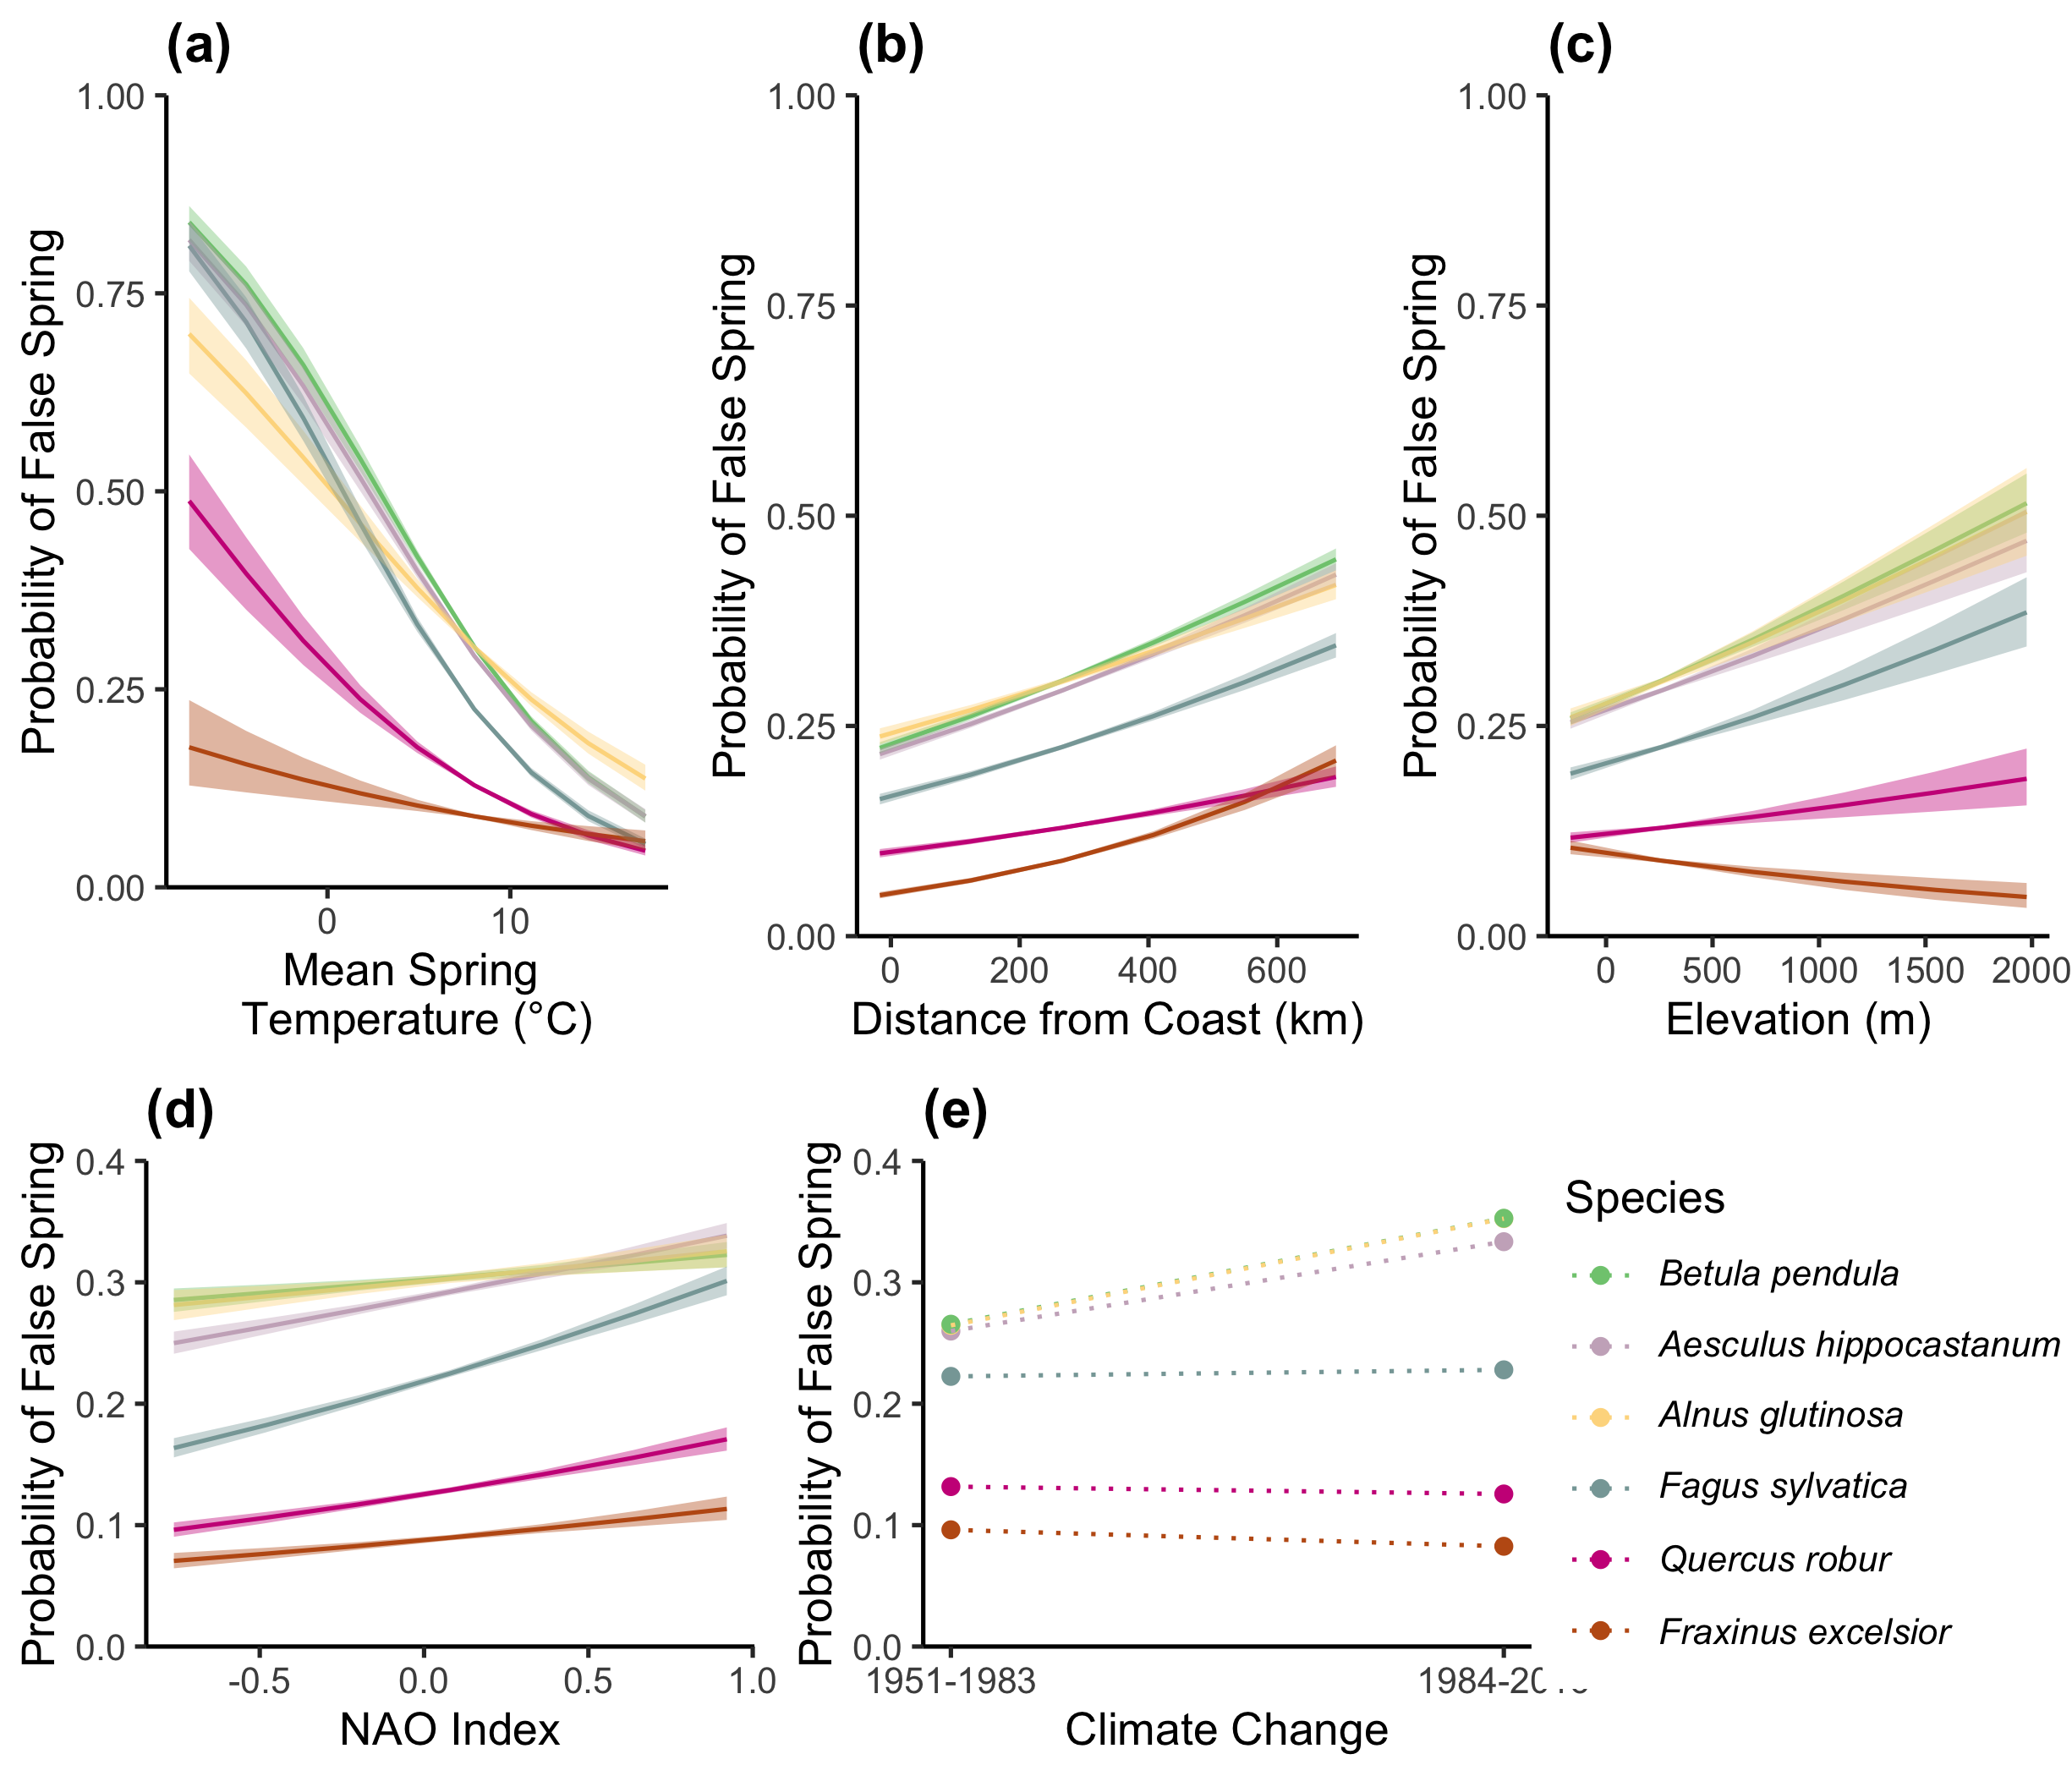 (a)
(b)
(c)
Probability of False Spring
1.00
0.75
0.50
0.25
0.00
0
10
Mean Spring
Temperature (°C)
Probability of False Spring
1.00
0.75
0.50
0.25
0.00
0
200
400
600
Distance from Coast (km)
Probability of False Spring
1.00
0.75
0.50
0.25
0.00
0
500
1000
1500
2000
Elevation (m)
(d)
(e)
Probability of False Spring
0.4
0.3
0.2
0.1
0.0
-0.5
0.0
0.5
1.0
NAO Index
Probability of False Spring
0.4
0.3
0.2
0.1
0.0
1951-1983
Climate Change
Species
Betula pendula
Aesculus hippocastanum
Alnus glutinosa
Fagus sylvatica
Quercus robur
Fraxinus excelsior